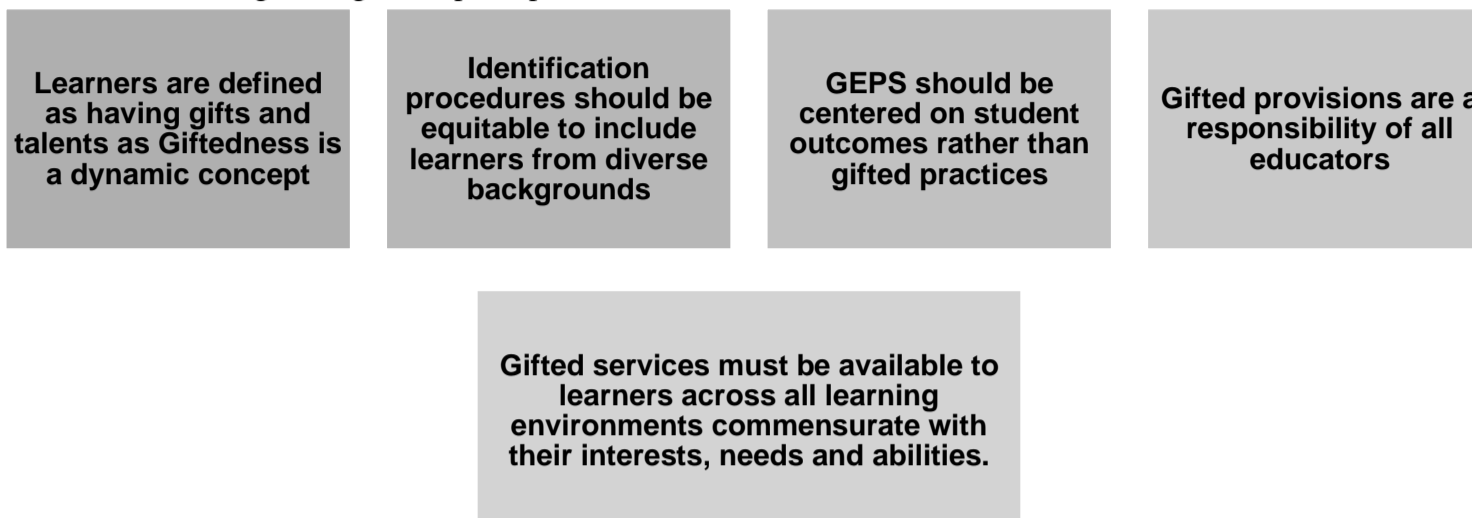 Learners are defined
as having gifts and
talents as Giftedness is
a dynamic concept
Identification
procedures should be
equitable to include
learners from diverse
backgrounds
GEPS should be
centered on student
outcomes rather than
gifted practices
Gifted provisions are a
responsibility of all
educators
Gifted services must be available to
learners across all learning
environments commensurate with
their interests, needs and abilities.